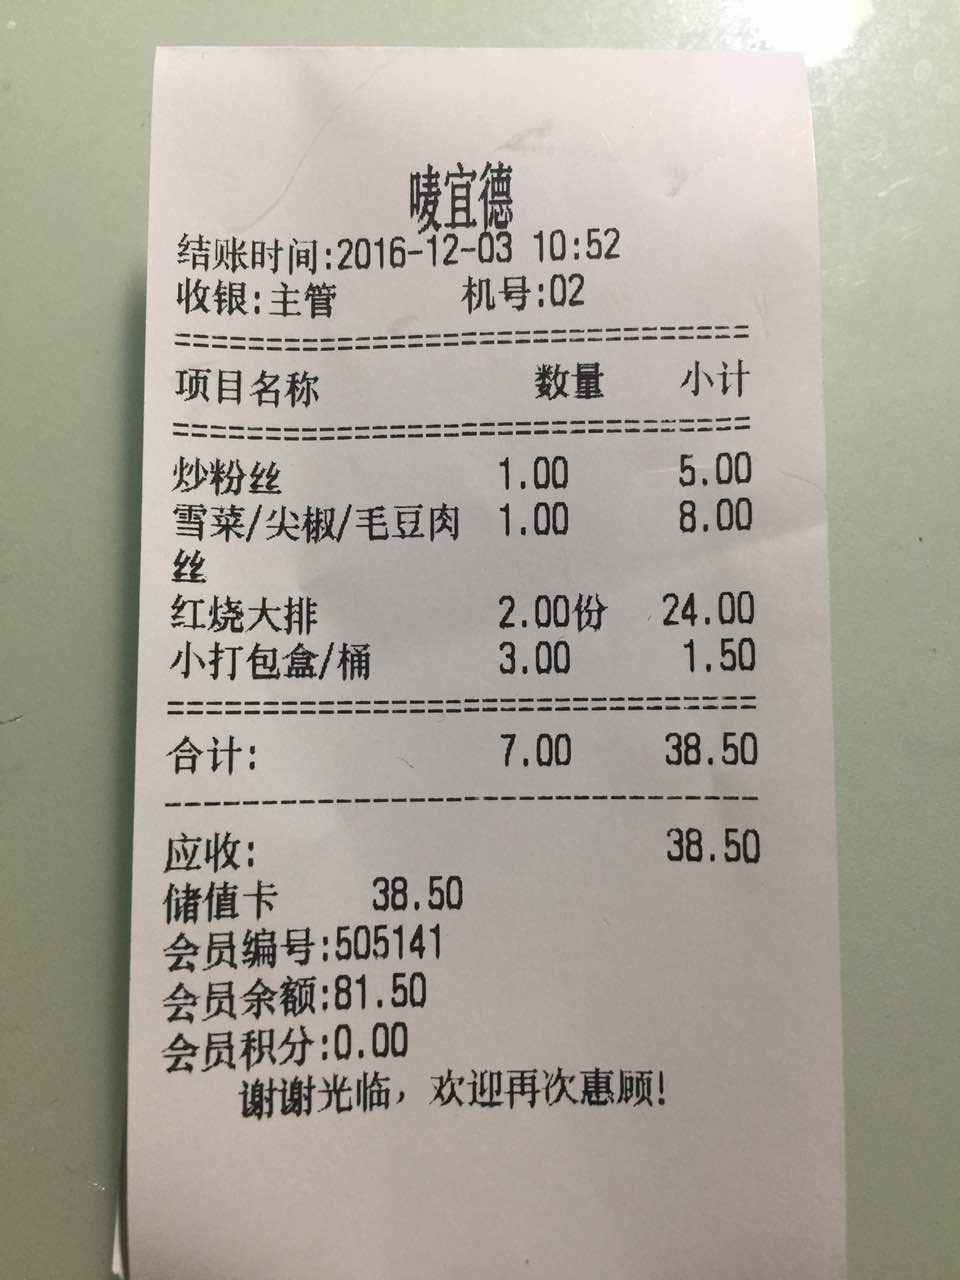 唛宜德
结账时间:2016-12-03 10:52
收银:主管 机号:02
===============================
项目名称 数量 小计
===============================
炒粉丝 1.00 5.00
雪菜/尖椒/毛豆肉 1.00 8.00
丝
红烧大排 2.00份 24.00
小打包盒/桶 3.00 1.50
===============================
合计: 7.00 38.50
-------------------------------
应收: 38.50
储值卡 38.50
会员编号:505141
会员余额:81.50
会员积分:0.00
谢谢光临，欢迎再次惠顾!